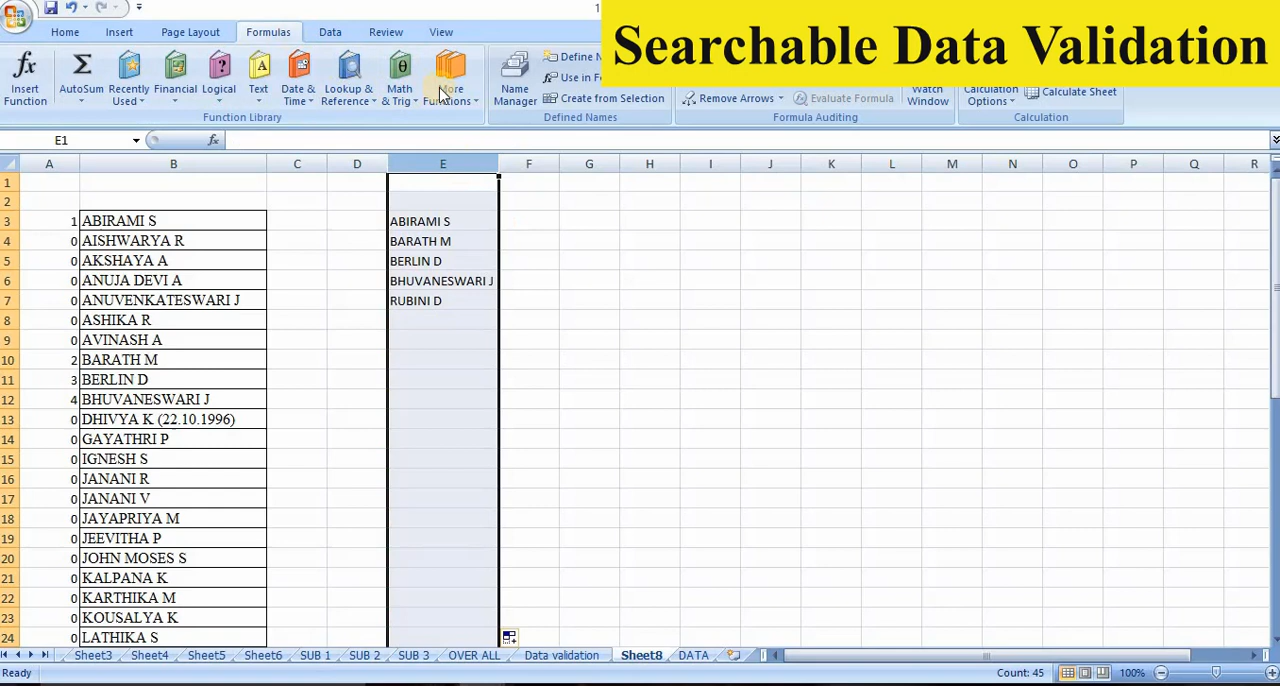 1
Searchable Data Validation
Home Insert Page Layout Formulas Data Review View
fx Insert Function
Σ AutoSum
Recently Used
Financial
Logical
Text
Date & Time
Lookup & Reference
Math & Trig
More Functions
Name Manager
Define N
Use in F
Create from Selection
Remove Arrows
Evaluate Formula
Watch Window
Calculation Options
Calculate Sheet
Function Library Defined Names Formula Auditing Calculation
E1 fx
A B C D E F G H I J K L M N O P Q R
1
2
3 1 ABIRAMI S ABIRAMI S
4 0 AISHWARYA R BARATH M
5 0 AKSHAYA A BERLIN D
6 0 ANUJA DEVI A BHUVANESWARI J
7 0 ANUVENKATESWARI J RUBINI D
8 0 ASHIKA R
9 0 AVINASH A
10 2 BARATH M
11 3 BERLIN D
12 4 BHUVANESWARI J
13 0 DHIVYA K (22.10.1996)
14 0 GAYATHRI P
15 0 IGNESH S
16 0 JANANI R
17 0 JANANI V
18 0 JAYAPRIYA M
19 0 JEEVITHA P
20 0 JOHN MOSES S
21 0 KALPANA K
22 0 KARTHIKA M
23 0 KOUSALYA K
24 0 LATHIKA S
Sheet3 Sheet4 Sheet5 Sheet6 SUB 1 SUB 2 SUB 3 OVER ALL Data validation Sheet8 DATA
Ready Count: 45 100%